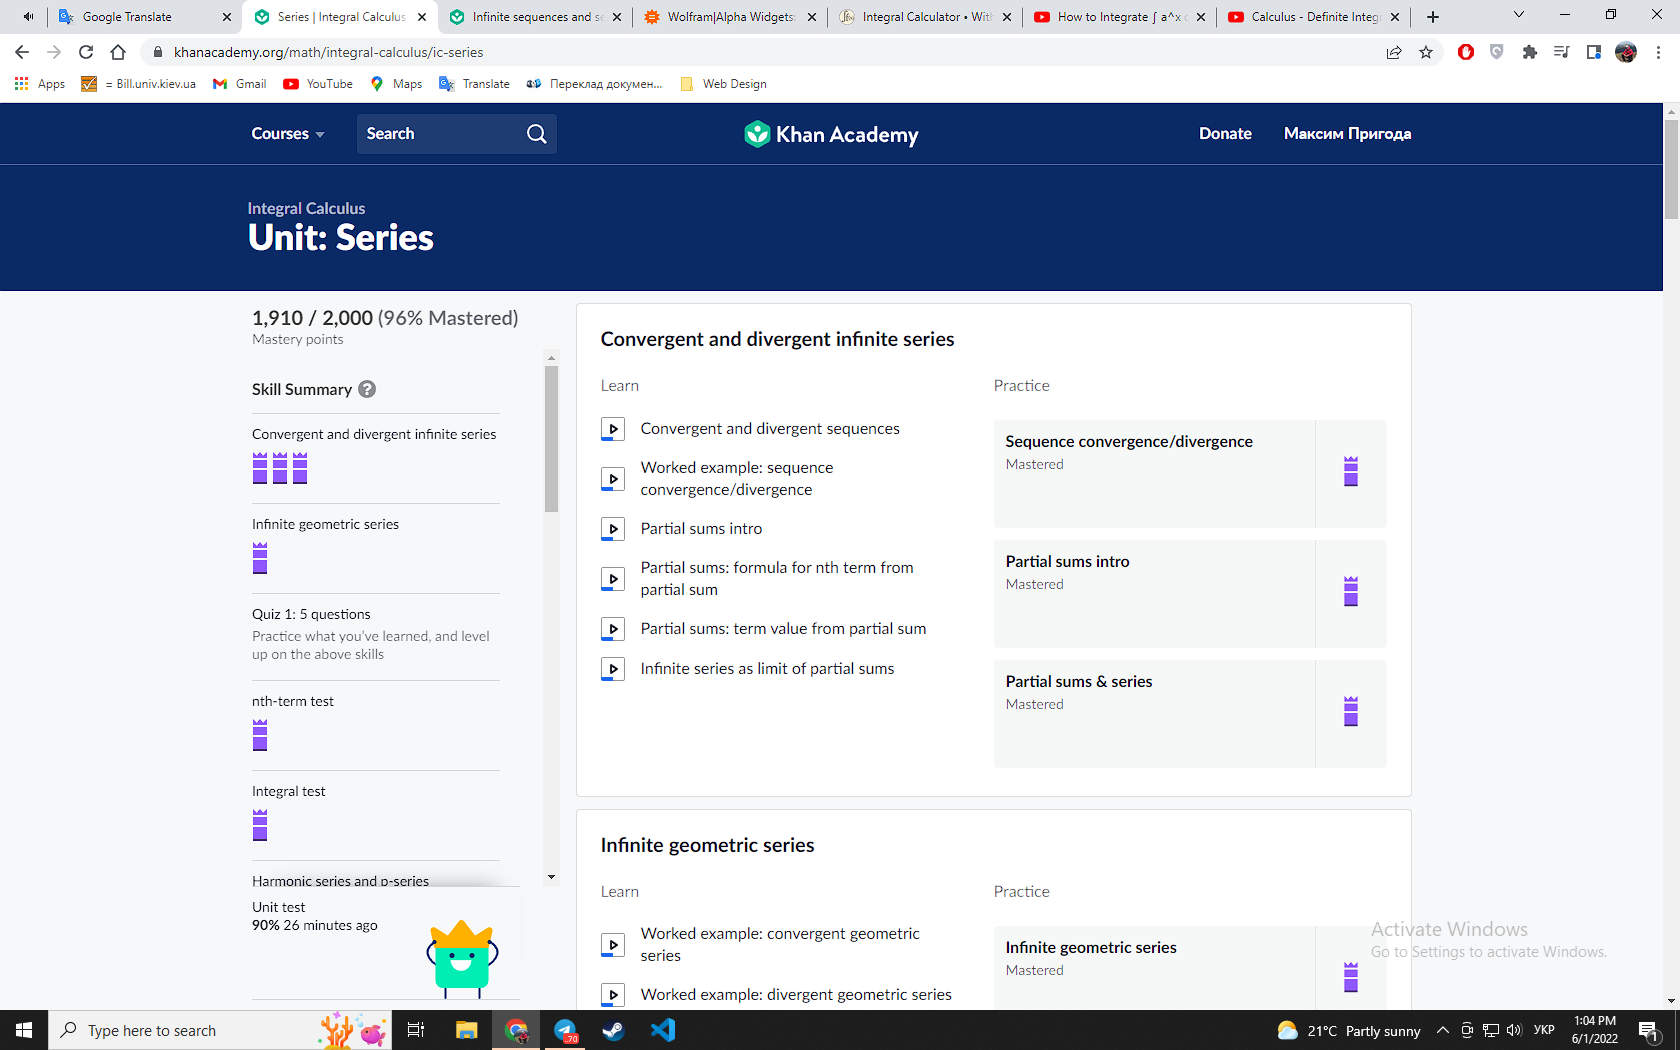 Google Translate
Series | Integral Calculus
Infinite sequences and se
Wolfram|Alpha Widgets:
Integral Calculator • Wit
How to Integrate ∫ a^x
Calculus - Definite Integ
khanacademy.org/math/integral-calculus/ic-series
Apps
= Bill.univ.kiev.ua
Gmail
YouTube
Maps
Translate
Переклад докумен...
Web Design
Courses
Search
Khan Academy
Donate
Максим Пригода
Integral Calculus
Unit: Series
1,910 / 2,000 (96% Mastered)
Mastery points
Skill Summary ?
Convergent and divergent infinite series
Infinite geometric series
Quiz 1: 5 questions
Practice what you've learned, and level
up on the above skills
nth-term test
Integral test
Harmonic series and p-series
Unit test
90% 26 minutes ago
Convergent and divergent infinite series
Learn
Convergent and divergent sequences
Worked example: sequence
convergence/divergence
Partial sums intro
Partial sums: formula for nth term from
partial sum
Partial sums: term value from partial sum
Infinite series as limit of partial sums
Practice
Sequence convergence/divergence
Mastered
Partial sums intro
Mastered
Partial sums & series
Mastered
Infinite geometric series
Learn
Worked example: convergent geometric
series
Worked example: divergent geometric series
Practice
Infinite geometric series
Mastered
Activate Windows
Go to Settings to activate Windows.
Type here to search
70
21°C Partly sunny
УКР
1:04 PM
6/1/2022
1